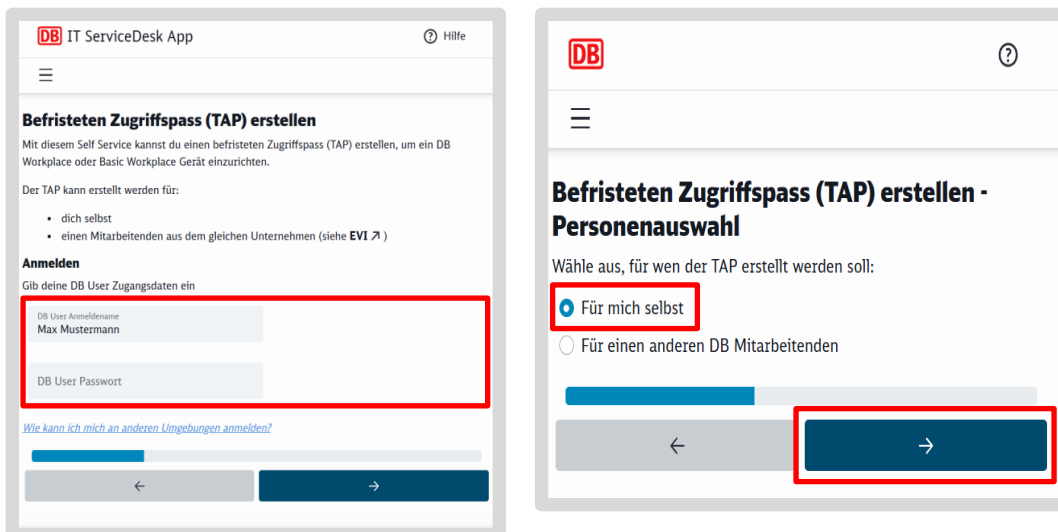 DB IT ServiceDesk App
Hilfe
Befristeten Zugriffspass (TAP) erstellen
Mit diesem Self Service kannst du einen befristeten Zugriffspass (TAP) erstellen, um ein DB
Workplace oder Basic Workplace Gerät einzurichten.
Der TAP kann erstellt werden für:
• dich selbst
• einen Mitarbeitenden aus dem gleichen Unternehmen (siehe EVI ↗ )
Anmelden
Gib deine DB User Zugangsdaten ein
DB User Anmeldename
Max Mustermann
DB User Passwort
Wie kann ich mich an anderen Umgebungen anmelden?
← →
DB
Befristeten Zugriffspass (TAP) erstellen -
Personenauswahl
Wähle aus, für wen der TAP erstellt werden soll:
Für mich selbst
Für einen anderen DB Mitarbeitenden
← →